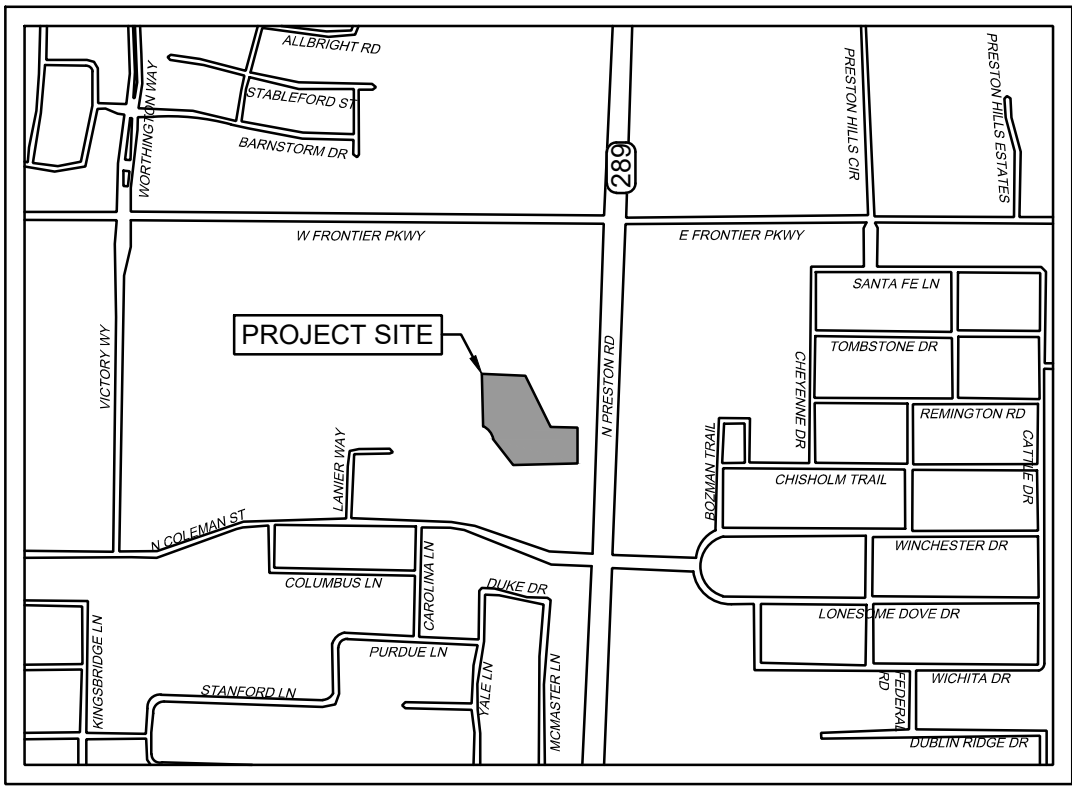 ALLBRIGHT RD
STABLEFORD ST
BARNSTORM DR
WORTHINGTON WAY
289
PRESTON HILLS CIR
PRESTON HILLS ESTATES
W FRONTIER PKWY
E FRONTIER PKWY
SANTA FE LN
PROJECT SITE
TOMBSTONE DR
VICTORY WY
N PRESTON RD
CHEYENNE DR
REMINGTON RD
CATTLE DR
LANIER WAY
BOZMAN TRAIL
CHISHOLM TRAIL
N COLEMAN ST
WINCHESTER DR
COLUMBUS LN
CAROLINA LN
DUKE DR
LONESOME DOVE DR
KINGSBRIDGE LN
PURDUE LN
STANFORD LN
YALE LN
MCMASTER LN
FEDERAL
RD
WICHITA DR
DUBLIN RIDGE DR